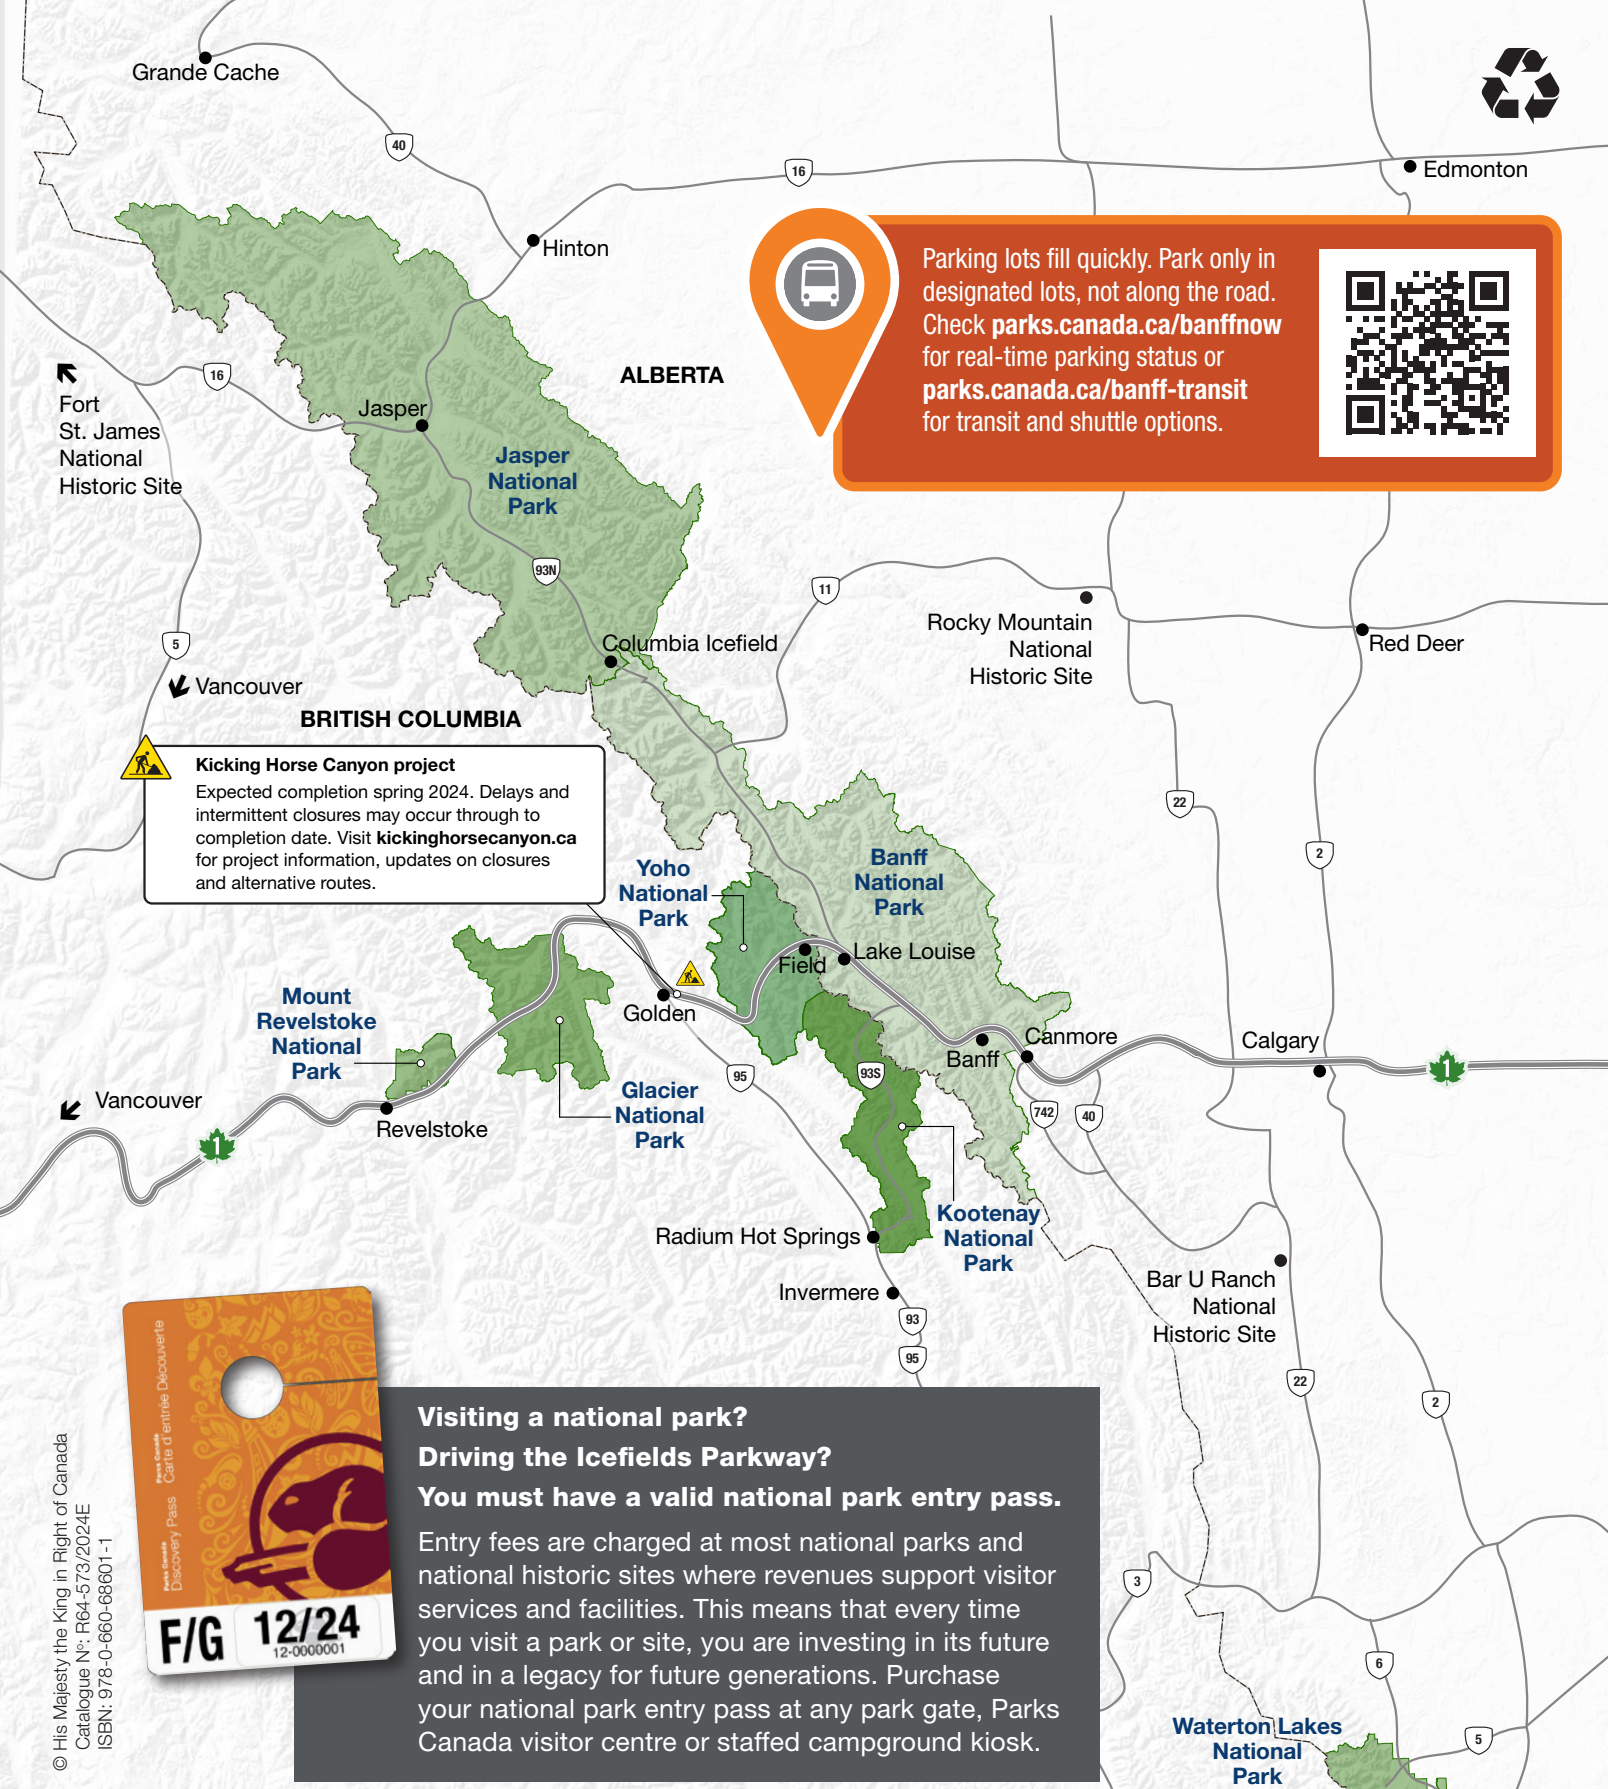 Grande Cache
40
16
Edmonton
Hinton
Parking lots fill quickly. Park only in
designated lots, not along the road.
Check parks.canada.ca/banffnow
for real-time parking status or
parks.canada.ca/banff-transit
for transit and shuttle options.
ALBERTA
16
Fort
St. James
National
Historic Site
Jasper
Jasper
National
Park
93N
11
Rocky Mountain
National
Historic Site
Red Deer
5
Columbia Icefield
Vancouver
BRITISH COLUMBIA
Kicking Horse Canyon project
Expected completion spring 2024. Delays and
intermittent closures may occur through to
completion date. Visit kickinghorsecanyon.ca
for project information, updates on closures
and alternative routes.
22
2
Yoho
National
Park
Banff
National
Park
Field
Lake Louise
Golden
Mount
Revelstoke
National
Park
Canmore
Banff
Calgary
1
95
93S
Glacier
National
Park
742
40
Vancouver
1
Revelstoke
Kootenay
National
Park
Radium Hot Springs
Invermere
93
95
Bar U Ranch
National
Historic Site
22
2
Parks Canada
Discovery Pass
Parks Canada
Carte d'entrée Découverte
F/G
12/24
12-0000001
Visiting a national park?
Driving the Icefields Parkway?
You must have a valid national park entry pass.
Entry fees are charged at most national parks and
national historic sites where revenues support visitor
services and facilities. This means that every time
you visit a park or site, you are investing in its future
and in a legacy for future generations. Purchase
your national park entry pass at any park gate, Parks
Canada visitor centre or staffed campground kiosk.
3
6
5
Waterton Lakes
National
Park
© His Majesty the King in Right of Canada
Catalogue Nº: R64-573/2024E
ISBN: 978-0-660-68601-1